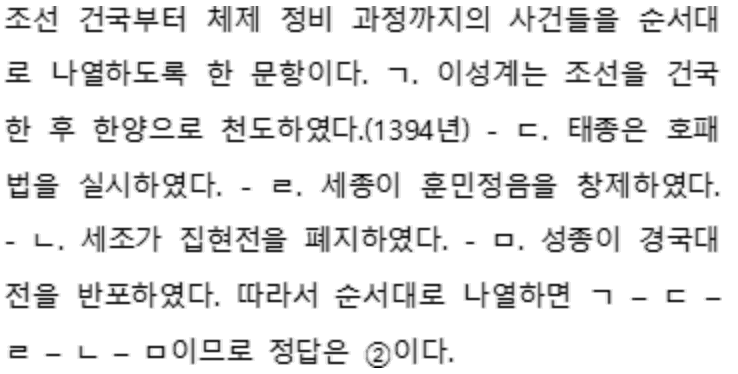 조선 건국부터 체제 정비 과정까지의 사건들을 순서대
로 나열하도록 한 문항이다. ㄱ. 이성계는 조선을 건국
한 후 한양으로 천도하였다.(1394년) - ㄷ. 태종은 호패
법을 실시하였다. - ㄹ. 세종이 훈민정음을 창제하였다.
- ㄴ. 세조가 집현전을 폐지하였다. - ㅁ. 성종이 경국대
전을 반포하였다. 따라서 순서대로 나열하면 ㄱ – ㄷ –
ㄹ – ㄴ – ㅁ이므로 정답은 ②이다.